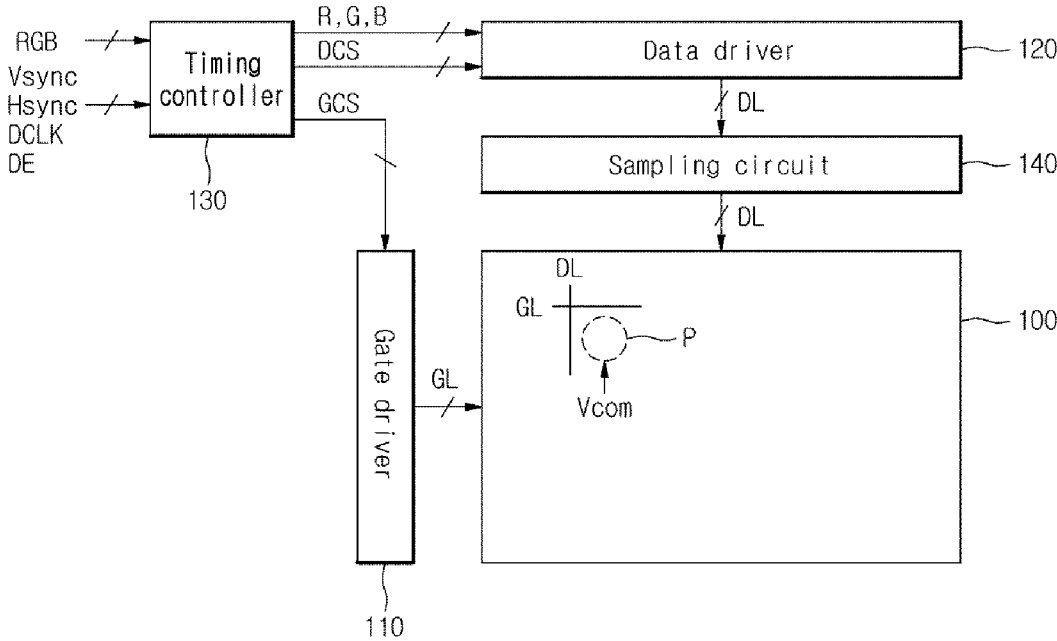 RGB
Vsync
Hsync
DCLK
DE
Timing
controller
130
R,G,B
DCS
GCS
Data driver
120
DL
Sampling circuit
140
DL
Gate driver
110
GL
DL
GL
P
Vcom
100